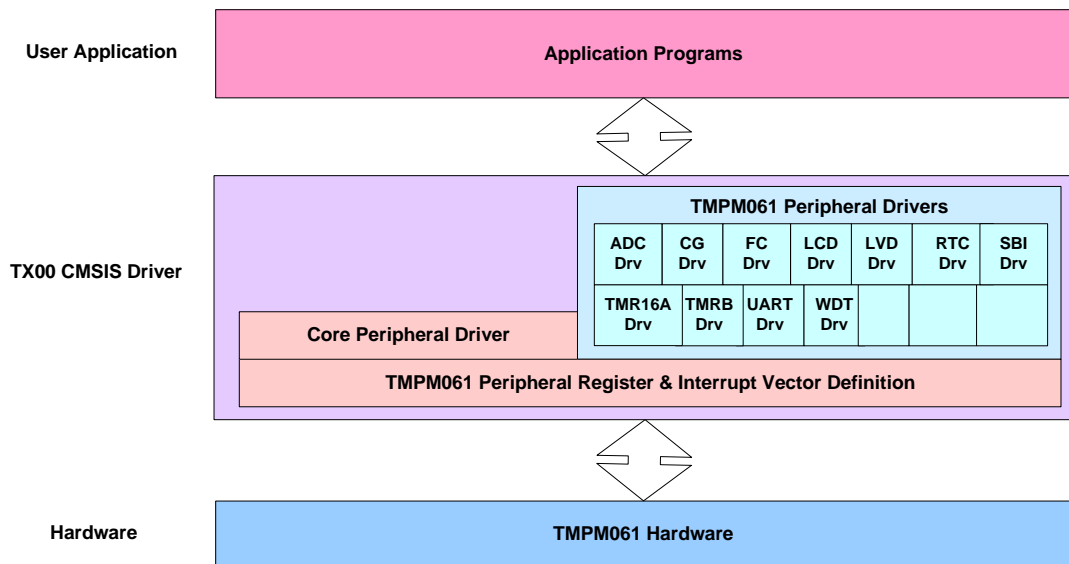 User Application
Application Programs
TX00 CMSIS Driver
TMPM061 Peripheral Drivers
ADC
Drv
CG
Drv
FC
Drv
LCD
Drv
LVD
Drv
RTC
Drv
SBI
Drv
TMR16A
Drv
TMRB
Drv
UART
Drv
WDT
Drv
Core Peripheral Driver
TMPM061 Peripheral Register & Interrupt Vector Definition
Hardware
TMPM061 Hardware